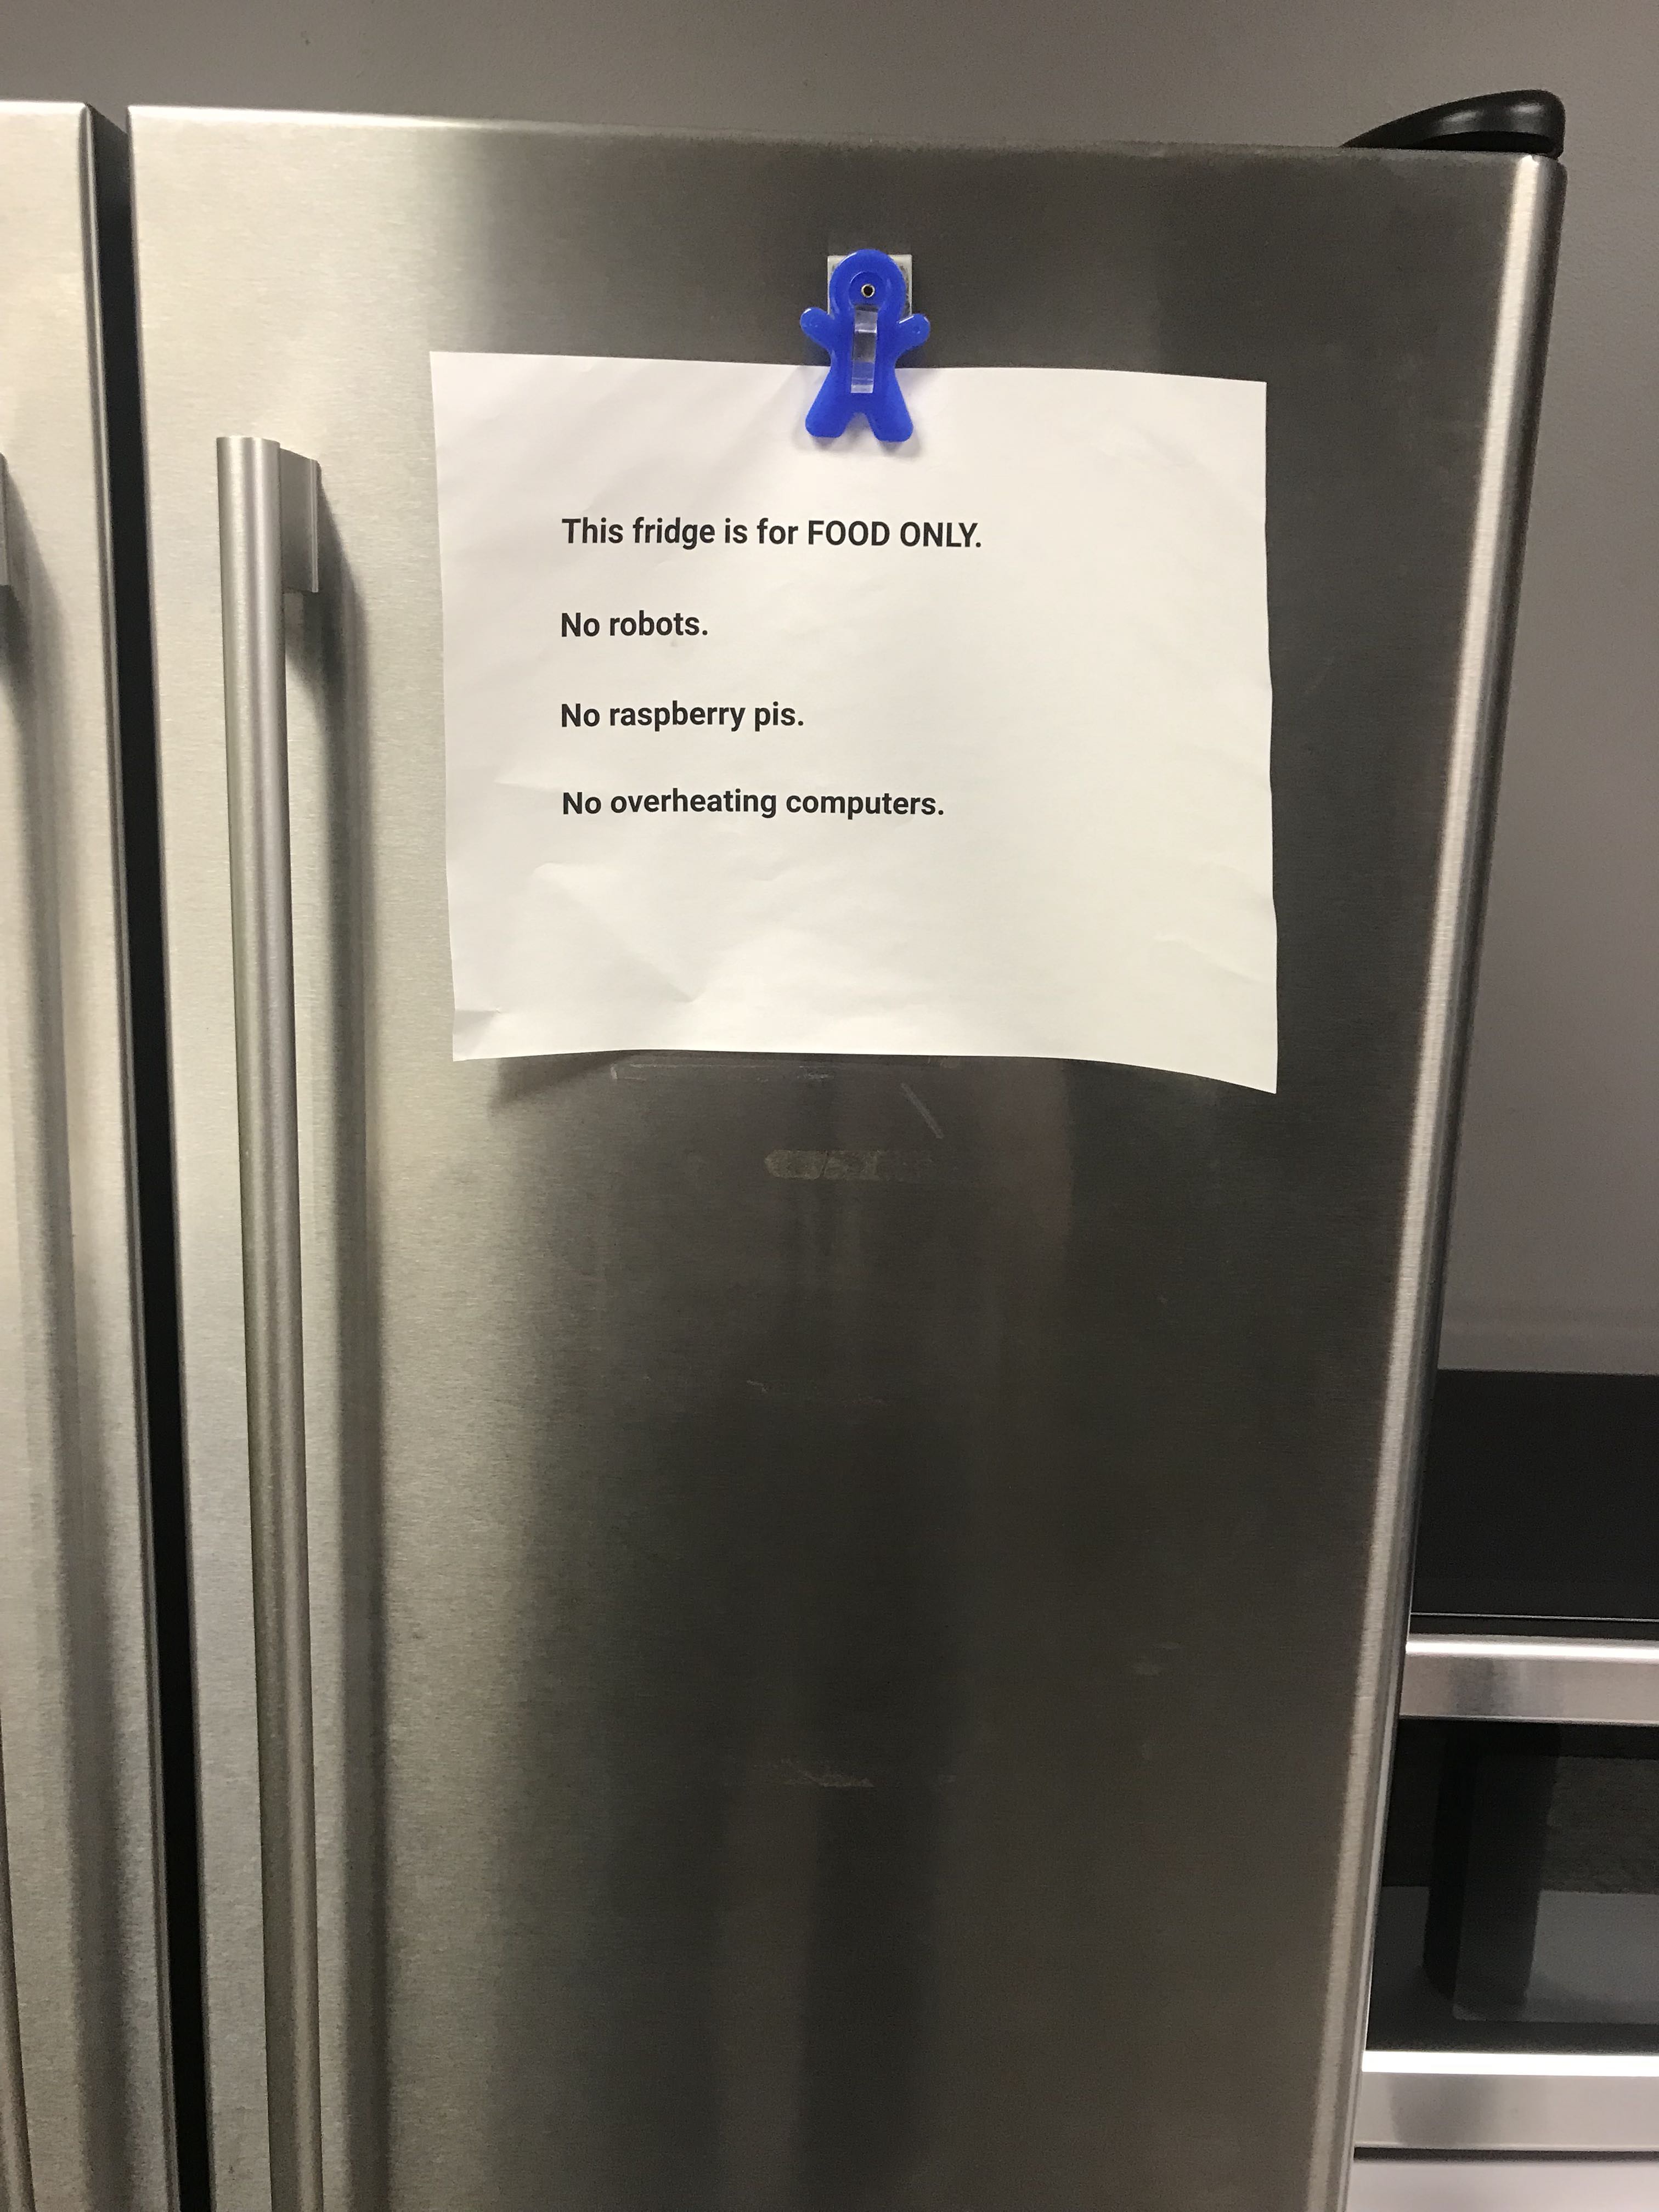 This fridge is for FOOD ONLY.
No robots.
No raspberry pis.
No overheating computers.